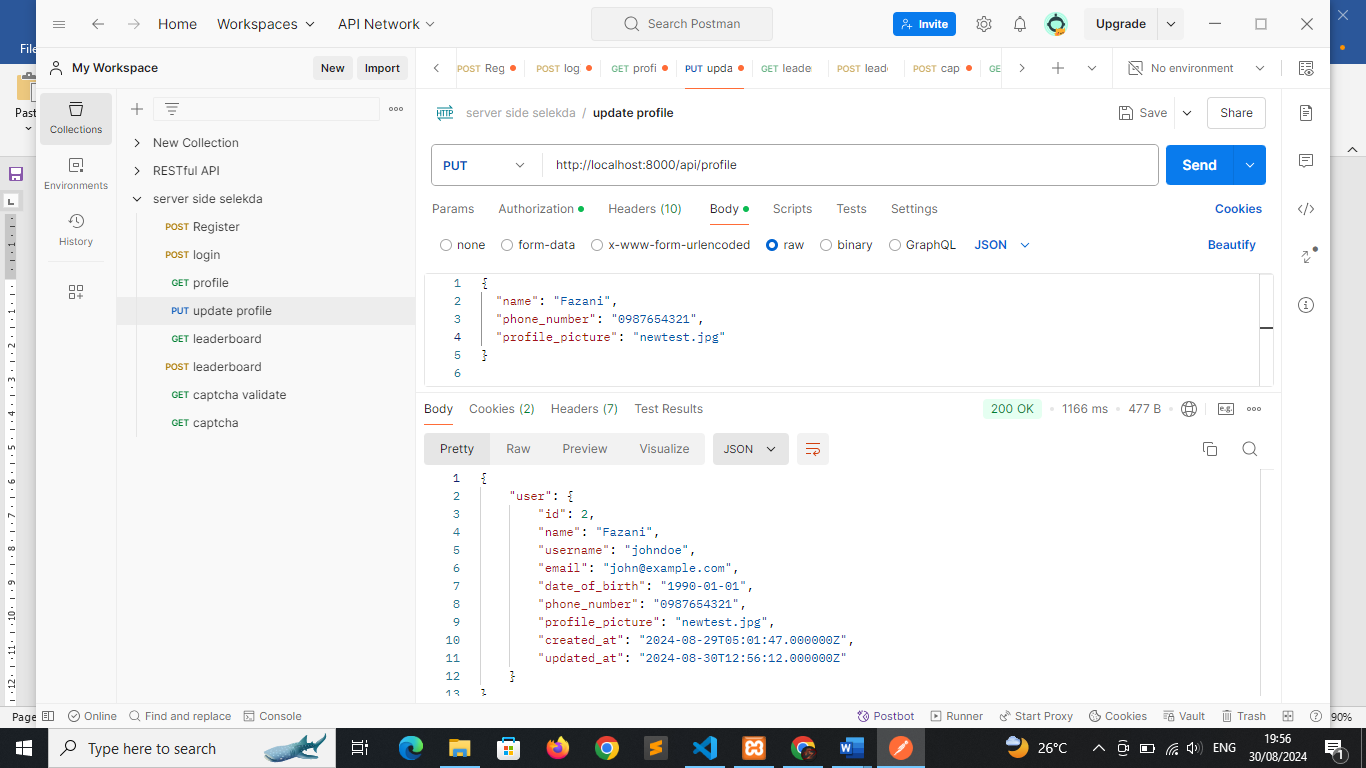 File
Home
Workspaces
API Network
Search Postman
Invite
Upgrade
My Workspace
New
Import
POST Reg
POST log
GET profi
PUT upda
GET leade
POST lead
POST cap
GE
No environment
Past
Collections
Environments
History
New Collection
RESTful API
server side selekda
POST Register
POST login
GET profile
PUT update profile
GET leaderboard
POST leaderboard
GET captcha validate
GET captcha
HTTP
server side selekda / update profile
Save
Share
PUT
http://localhost:8000/api/profile
Send
Params
Authorization
Headers (10)
Body
Scripts
Tests
Settings
Cookies
none
form-data
x-www-form-urlencoded
raw
binary
GraphQL
JSON
Beautify
1 {
2 "name": "Fazani",
3 "phone_number": "0987654321",
4 "profile_picture": "newtest.jpg"
5 }
6
Body
Cookies (2)
Headers (7)
Test Results
200 OK
1166 ms
477 B
e.g.
Pretty
Raw
Preview
Visualize
JSON
1 {
2 "user": {
3 "id": 2,
4 "name": "Fazani",
5 "username": "johndoe",
6 "email": "john@example.com",
7 "date_of_birth": "1990-01-01",
8 "phone_number": "0987654321",
9 "profile_picture": "newtest.jpg",
10 "created_at": "2024-08-29T05:01:47.000000Z",
11 "updated_at": "2024-08-30T12:56:12.000000Z"
12 }
13 }
Page
Online
Find and replace
Console
Postbot
Runner
Start Proxy
Cookies
Vault
Trash
90%
Type here to search
26°C
ENG
19:56
30/08/2024
1